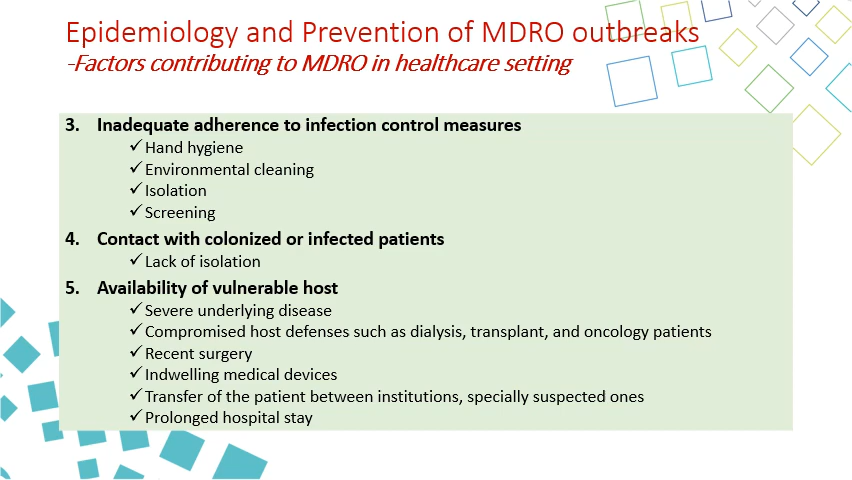 Epidemiology and Prevention of MDRO outbreaks
-Factors contributing to MDRO in healthcare setting
3. Inadequate adherence to infection control measures
✓Hand hygiene
✓Environmental cleaning
✓Isolation
✓Screening
4. Contact with colonized or infected patients
✓Lack of isolation
5. Availability of vulnerable host
✓Severe underlying disease
✓Compromised host defenses such as dialysis, transplant, and oncology patients
✓Recent surgery
✓Indwelling medical devices
✓Transfer of the patient between institutions, specially suspected ones
✓Prolonged hospital stay